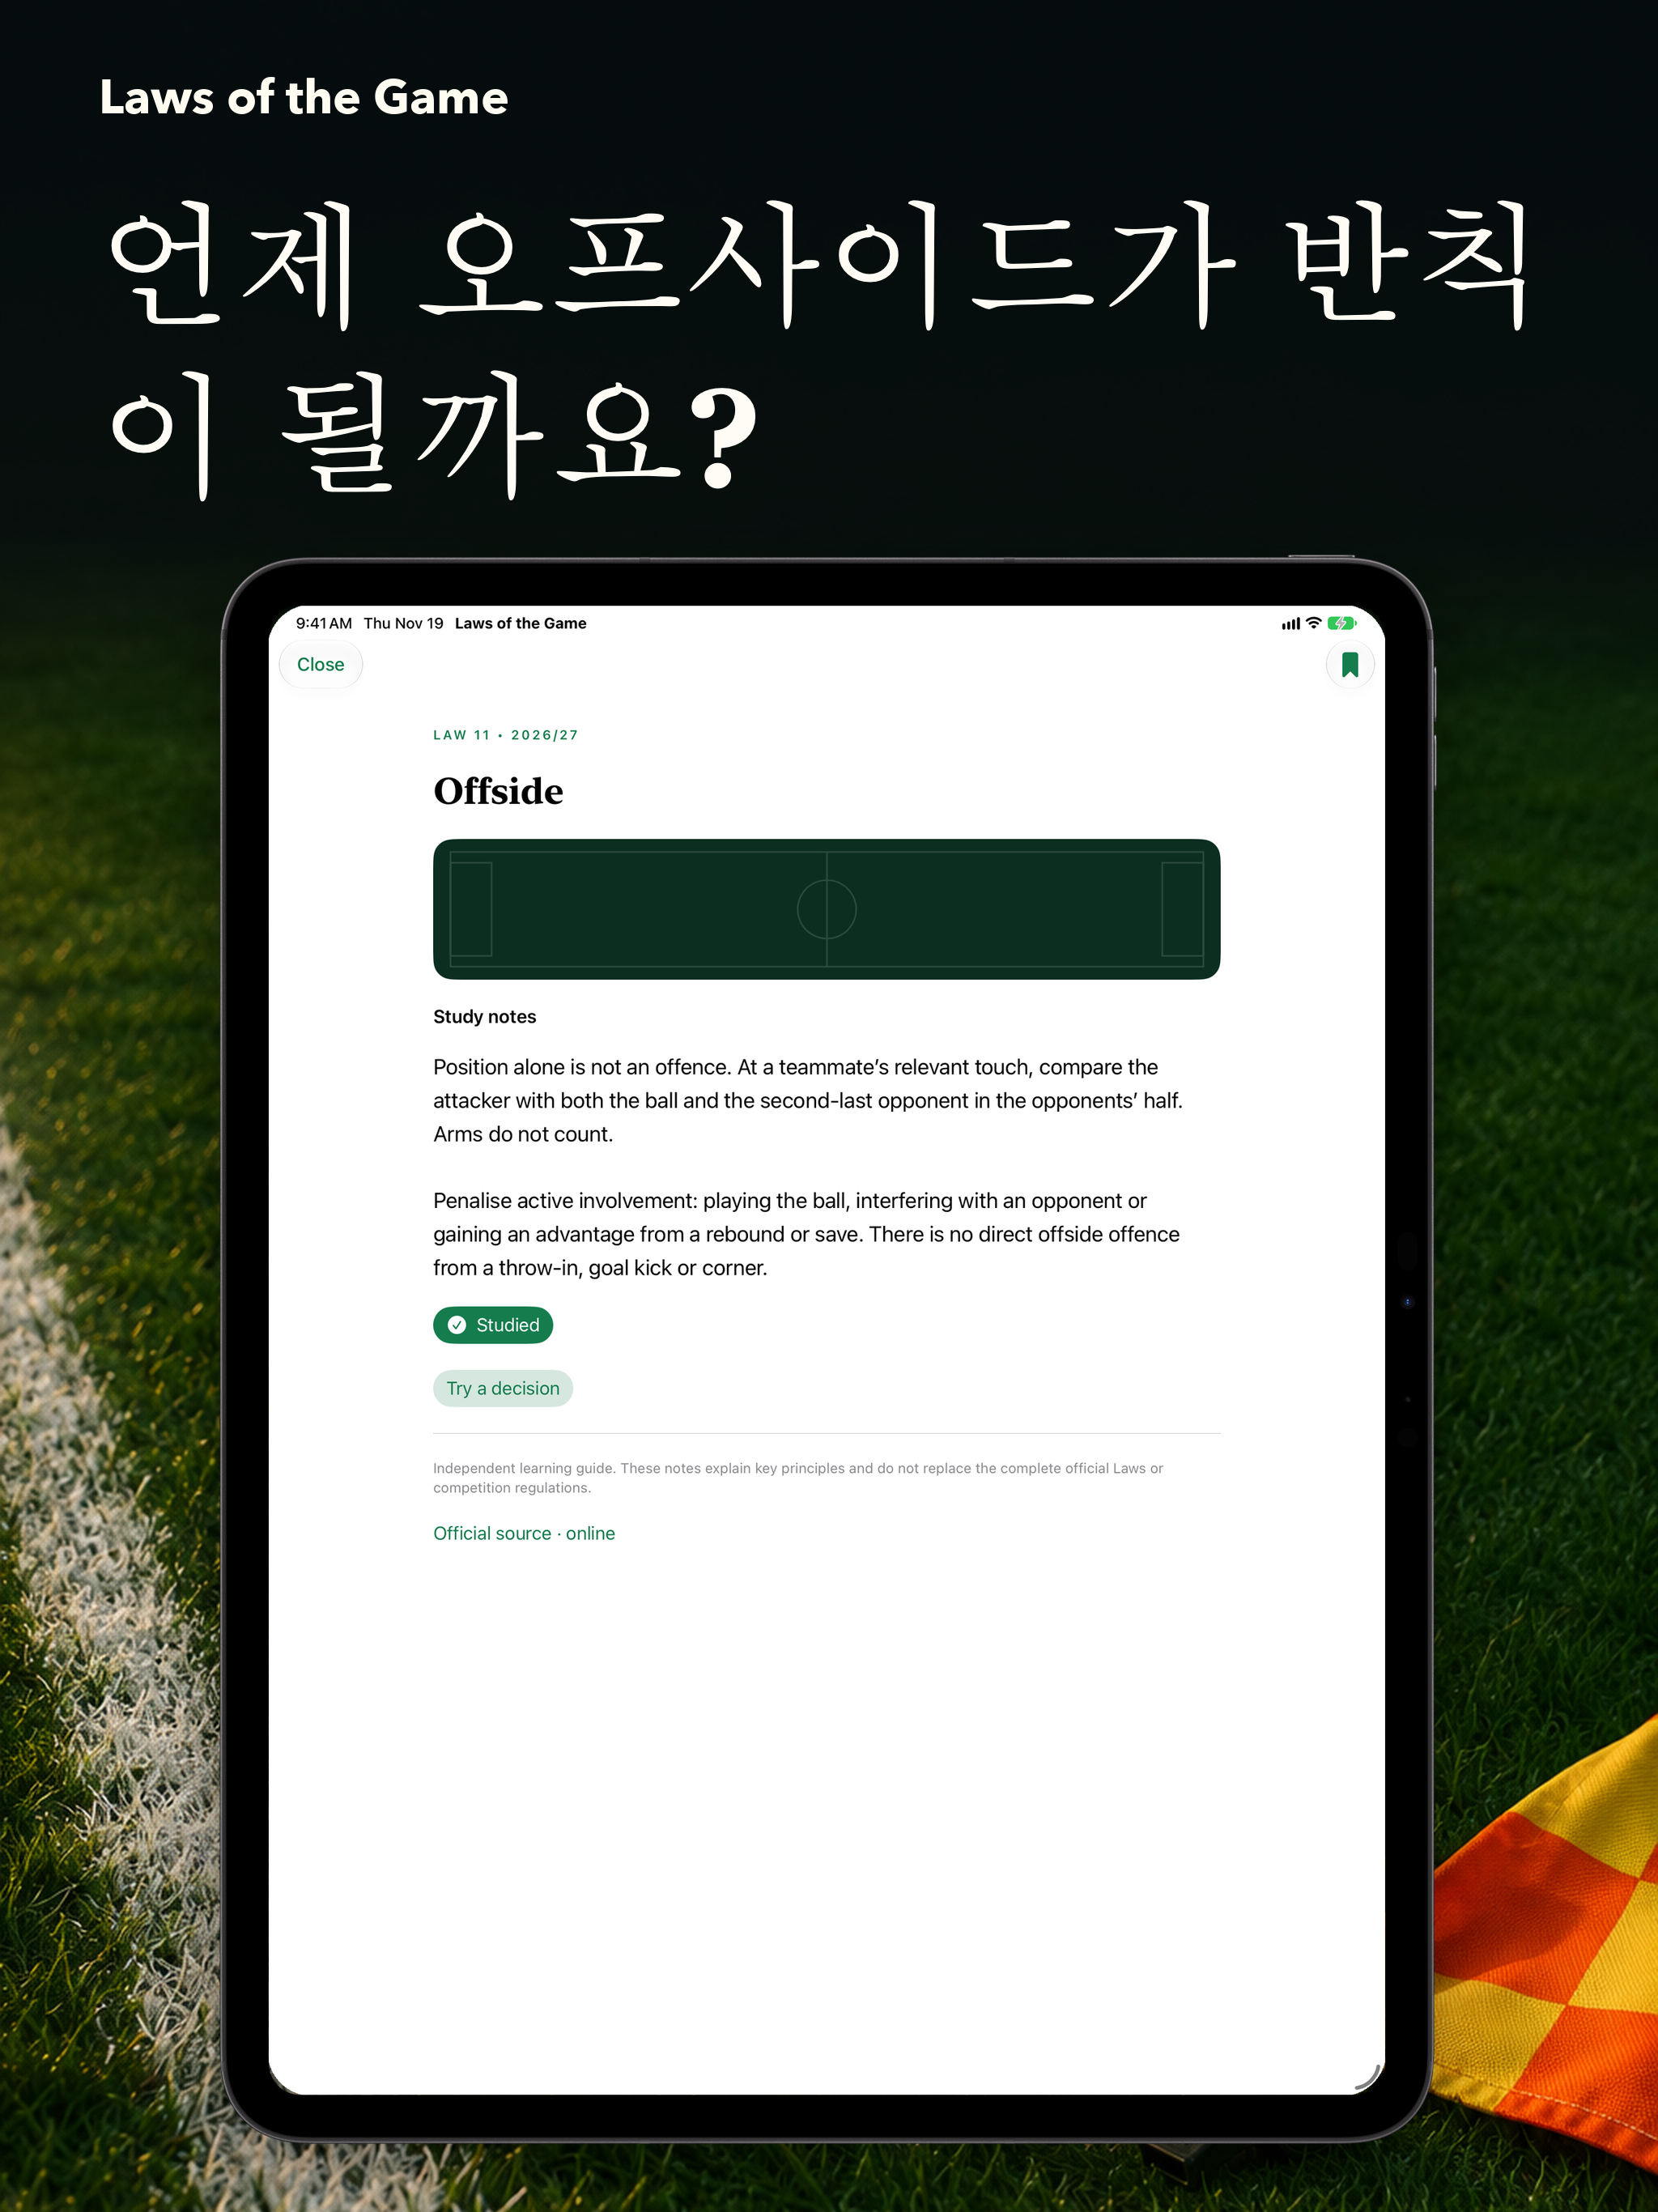 Laws of the Game
언제 오프사이드가 반칙
이 될까요?
9:41 AM Thu Nov 19 Laws of the Game
Close
LAW 11 • 2026/27
Offside
Study notes
Position alone is not an offence. At a teammate’s relevant touch, compare the
attacker with both the ball and the second-last opponent in the opponents’ half.
Arms do not count.
Penalise active involvement: playing the ball, interfering with an opponent or
gaining an advantage from a rebound or save. There is no direct offside offence
from a throw-in, goal kick or corner.
Studied
Try a decision
Independent learning guide. These notes explain key principles and do not replace the complete official Laws or
competition regulations.
Official source · online